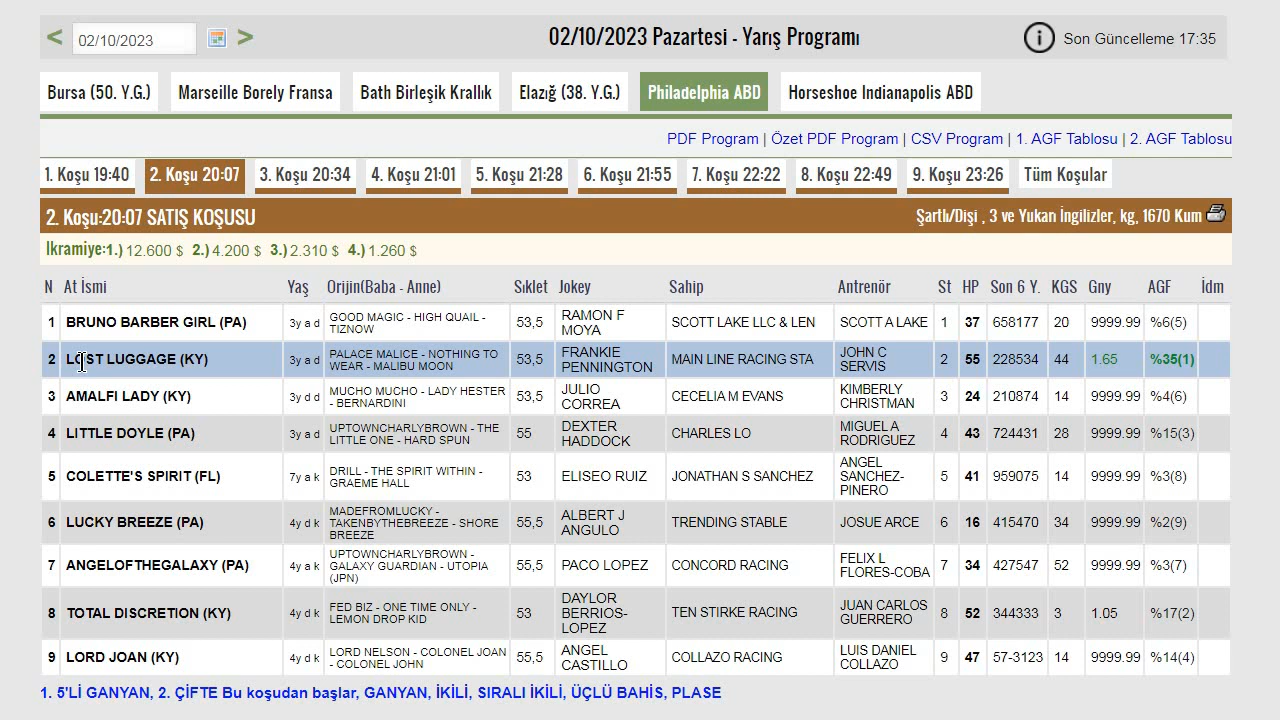 < 02/10/2023 > 02/10/2023 Pazartesi - Yarış Programı Son Güncelleme 17:35
Bursa (50. Y.G.) Marseille Borely Fransa Bath Birleşik Krallık Elazığ (38. Y.G.) Philadelphia ABD Horseshoe Indianapolis ABD
PDF Program | Özet PDF Program | CSV Program | 1. AGF Tablosu | 2. AGF Tablosu
1. Koşu 19:40 2. Koşu 20:07 3. Koşu 20:34 4. Koşu 21:01 5. Koşu 21:28 6. Koşu 21:55 7. Koşu 22:22 8. Koşu 22:49 9. Koşu 23:26 Tüm Koşular
2. Koşu:20:07 SATIŞ KOŞUSU Şartlı/Dişi , 3 ve Yukarı İngilizler, kg, 1670 Kum
İkramiye:1.) 12.600 $ 2.) 4.200 $ 3.) 2.310 $ 4.) 1.260 $
N At İsmi Yaş Orijin(Baba - Anne) Sıklet Jokey Sahip Antrenör St HP Son 6 Y. KGS Gny AGF İdm
1 BRUNO BARBER GIRL (PA) 3y a d GOOD MAGIC - HIGH QUAIL - TIZNOW 53,5 RAMON F MOYA SCOTT LAKE LLC & LEN SCOTT A LAKE 1 37 658177 20 9999.99 %6(5)
2 LOST LUGGAGE (KY) 3y a d PALACE MALICE - NOTHING TO WEAR - MALIBU MOON 53,5 FRANKIE PENNINGTON MAIN LINE RACING STA JOHN C SERVIS 2 55 228534 44 1.65 %35(1)
3 AMALFI LADY (KY) 3y d d MUCHO MUCHO - LADY HESTER - BERNARDINI 53,5 JULIO CORREA CECELIA M EVANS KIMBERLY CHRISTMAN 3 24 210874 14 9999.99 %4(6)
4 LITTLE DOYLE (PA) 3y a d UPTOWNCHARLYBROWN - THE LITTLE ONE - HARD SPUN 55 DEXTER HADDOCK CHARLES LO MIGUEL A RODRIGUEZ 4 43 724431 28 9999.99 %15(3)
5 COLETTE'S SPIRIT (FL) 7y a k DRILL - THE SPIRIT WITHIN - GRAEME HALL 53 ELISEO RUIZ JONATHAN S SANCHEZ ANGEL SANCHEZ-PINERO 5 41 959075 14 9999.99 %3(8)
6 LUCKY BREEZE (PA) 4y d k MADEFROMLUCKY - TAKENBYTHEBREEZE - SHORE BREEZE 55,5 ALBERT J ANGULO TRENDING STABLE JOSUE ARCE 6 16 415470 34 9999.99 %2(9)
7 ANGELOFTHEGALAXY (PA) 4y a k UPTOWNCHARLYBROWN - GALAXY GUARDIAN - UTOPIA (JPN) 55,5 PACO LOPEZ CONCORD RACING FELIX L FLORES-COBA 7 34 427547 52 9999.99 %3(7)
8 TOTAL DISCRETION (KY) 4y d k FED BIZ - ONE TIME ONLY - LEMON DROP KID 53 DAYLOR BERRIOS-LOPEZ TEN STIRKE RACING JUAN CARLOS GUERRERO 8 52 344333 3 1.05 %17(2)
9 LORD JOAN (KY) 4y d k LORD NELSON - COLONEL JOAN - COLONEL JOHN 55,5 ANGEL CASTILLO COLLAZO RACING LUIS DANIEL COLLAZO 9 47 57-3123 14 9999.99 %14(4)
1. 5'Lİ GANYAN, 2. ÇİFTE Bu koşudan başlar, GANYAN, İKİLİ, SIRALI İKİLİ, ÜÇLÜ BAHİS, PLASE